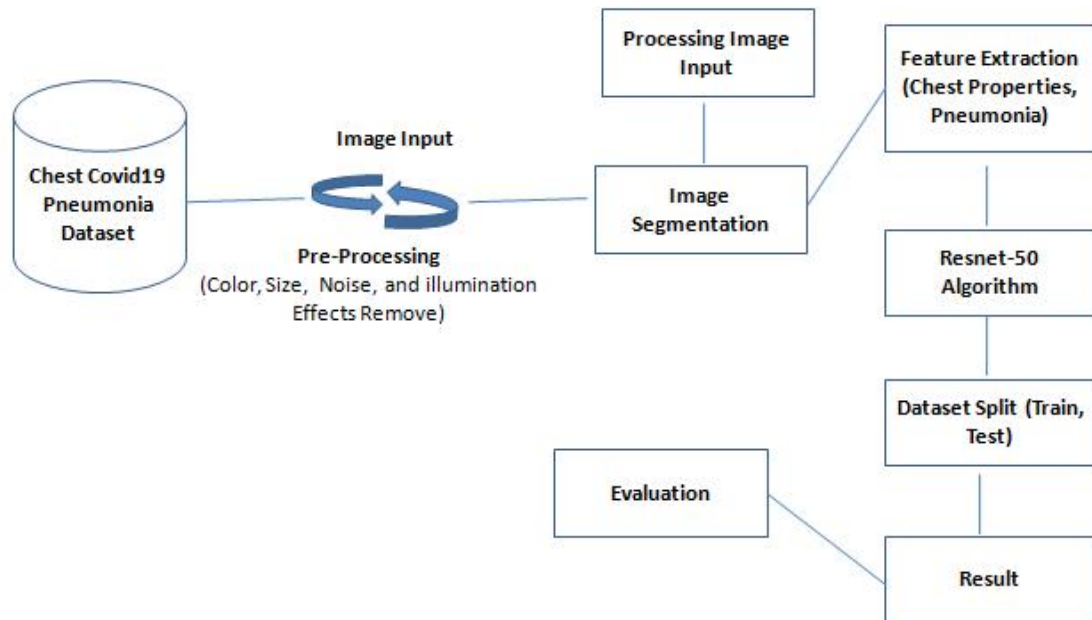 Chest Covid19
Pneumonia
Dataset
Image Input
Pre-Processing
(Color, Size, Noise, and illumination
Effects Remove)
Processing Image
Input
Image
Segmentation
Feature Extraction
(Chest Properties,
Pneumonia)
Resnet-50
Algorithm
Dataset Split (Train,
Test)
Result
Evaluation